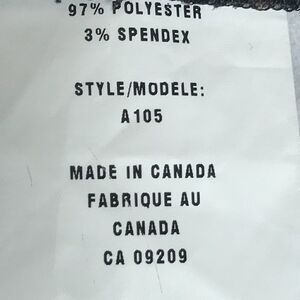 97% POLYESTER
3% SPENDEX
STYLE/MODELE:
A105
MADE IN CANADA
FABRIQUE AU
CANADA
CA 09209